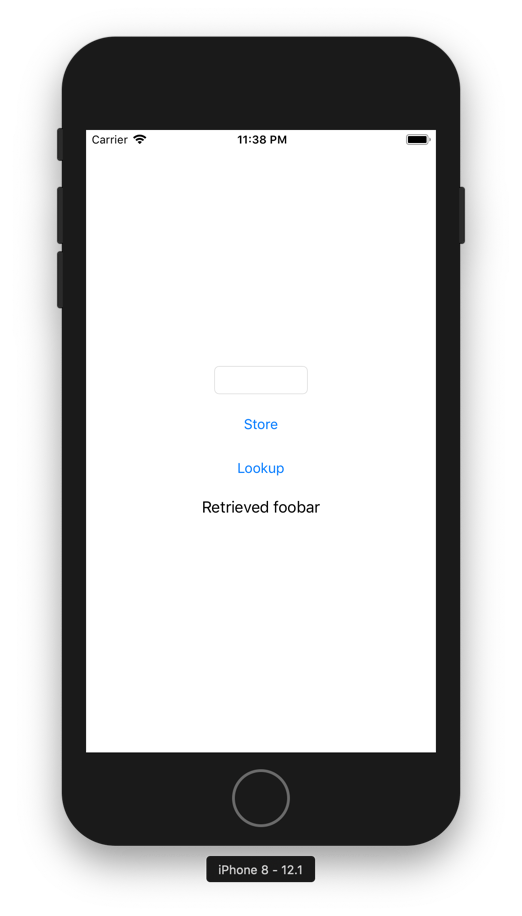 Carrier 11:38 PM
Store
Lookup
Retrieved foobar
iPhone 8 - 12.1